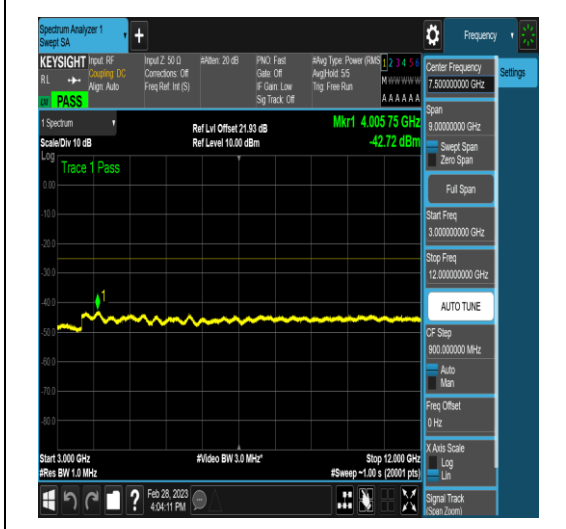 Spectrum Analyzer 1
Swept SA
+
Frequency
KEYSIGHT
RL
Input: RF
Coupling: DC
Align: Auto
Input Z: 50 Ω
Corrections: Off
Freq Ref: Int (S)
#Atten: 20 dB
PNO: Fast
Gate: Off
IF Gain: Low
Sig Track: Off
#Avg Type: Power (RMS
Avg|Hold: 5/5
Trig: Free Run
1 2 3 4 5 6
M W W W W W
A A A A A A
PASS
1 Spectrum
Scale/Div 10 dB
Ref Lvl Offset 21.93 dB
Ref Level 10.00 dBm
Mkr1 4.005 75 GHz
-42.72 dBm
Log
Trace 1 Pass
0.00
-10.0
-20.0
-30.0
-40.0
-50.0
-60.0
-70.0
-80.0
1
Start 3.000 GHz
#Res BW 1.0 MHz
#Video BW 3.0 MHz*
Stop 12.000 GHz
#Sweep ~1.00 s (20001 pts)
Feb 28, 2023
4:04:11 PM
?
Center Frequency
7.500000000 GHz
Settings
Span
9.00000000 GHz
Swept Span
Zero Span
Full Span
Start Freq
3.000000000 GHz
Stop Freq
12.000000000 GHz
AUTO TUNE
CF Step
900.000000 MHz
Auto
Man
Freq Offset
0 Hz
X Axis Scale
Log
Lin
Signal Track
(Span Zoom)